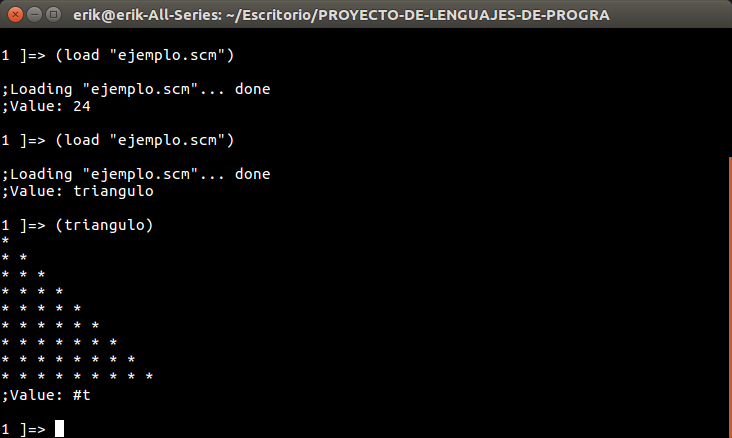 erik@erik-All-Series: ~/Escritorio/PROYECTO-DE-LENGUAJES-DE-PROGRA
1 ]=> (load "ejemplo.scm")
;Loading "ejemplo.scm"... done
;Value: 24
1 ]=> (load "ejemplo.scm")
;Loading "ejemplo.scm"... done
;Value: triangulo
1 ]=> (triangulo)
*
* *
* * *
* * * *
* * * * *
* * * * * *
* * * * * * *
* * * * * * * *
* * * * * * * * *
;Value: #t
1 ]=>